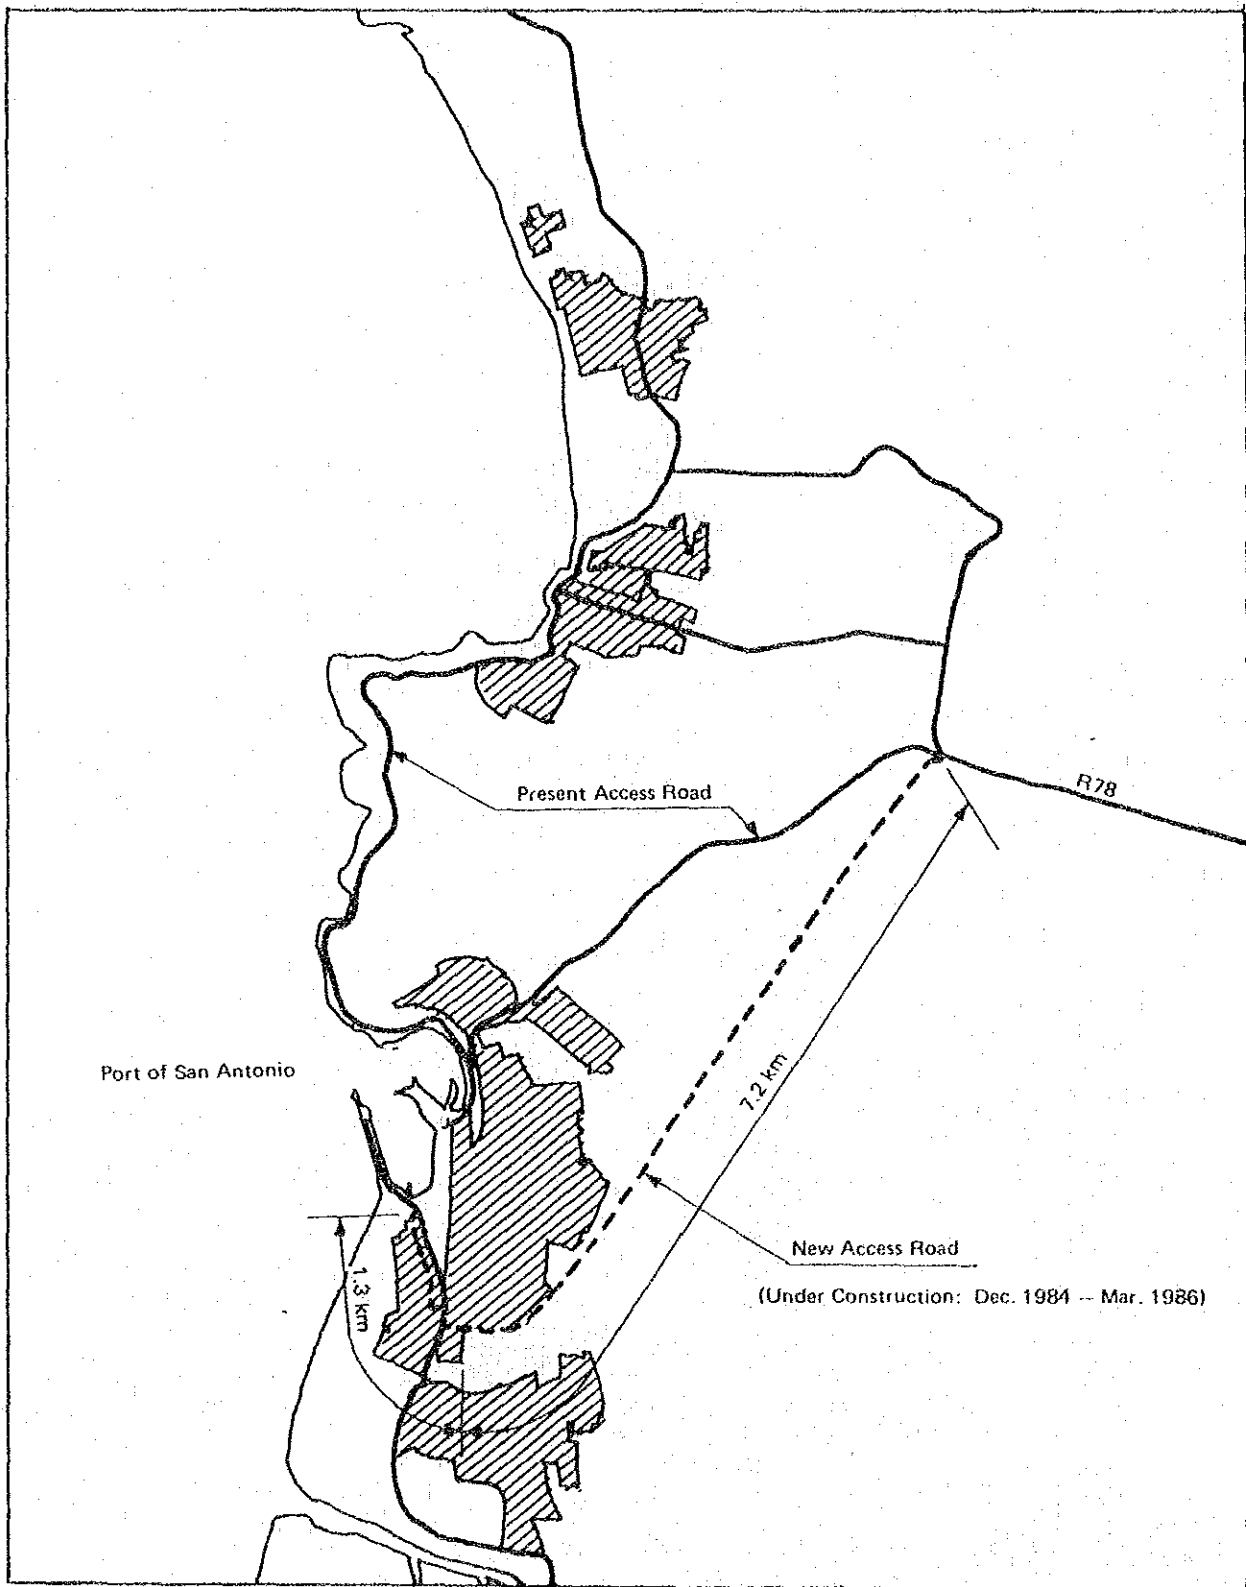 Present Access Road
R78
Port of San Antonio
7.2 km
New Access Road
(Under Construction: Dec. 1984 -- Mar. 1986)
1.3 km